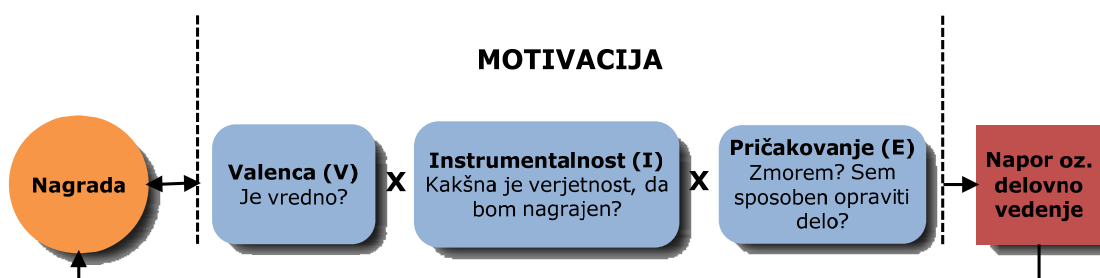 MOTIVACIJA
Nagrada
Valenca (V)
Je vredno?
X
Instrumentalnost (I)
Kakšna je verjetnost, da
bom nagrajen?
X
Pričakovanje (E)
Zmorem? Sem
sposoben opraviti
delo?
Napor oz.
delovno
vedenje